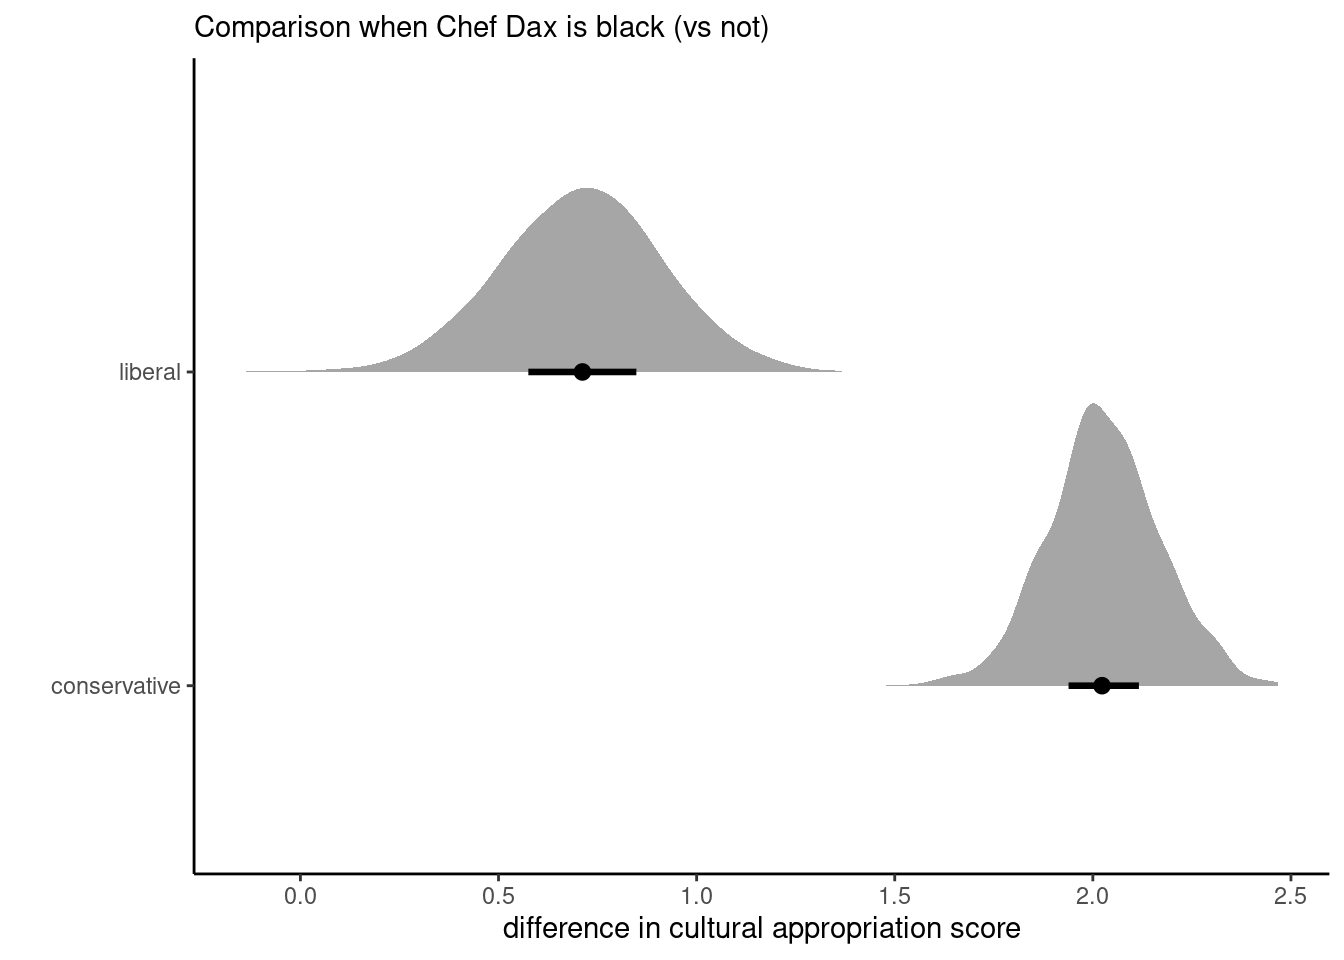 Comparison when Chef Dax is black (vs not)
liberal
conservative
0.0 0.5 1.0 1.5 2.0 2.5
difference in cultural appropriation score